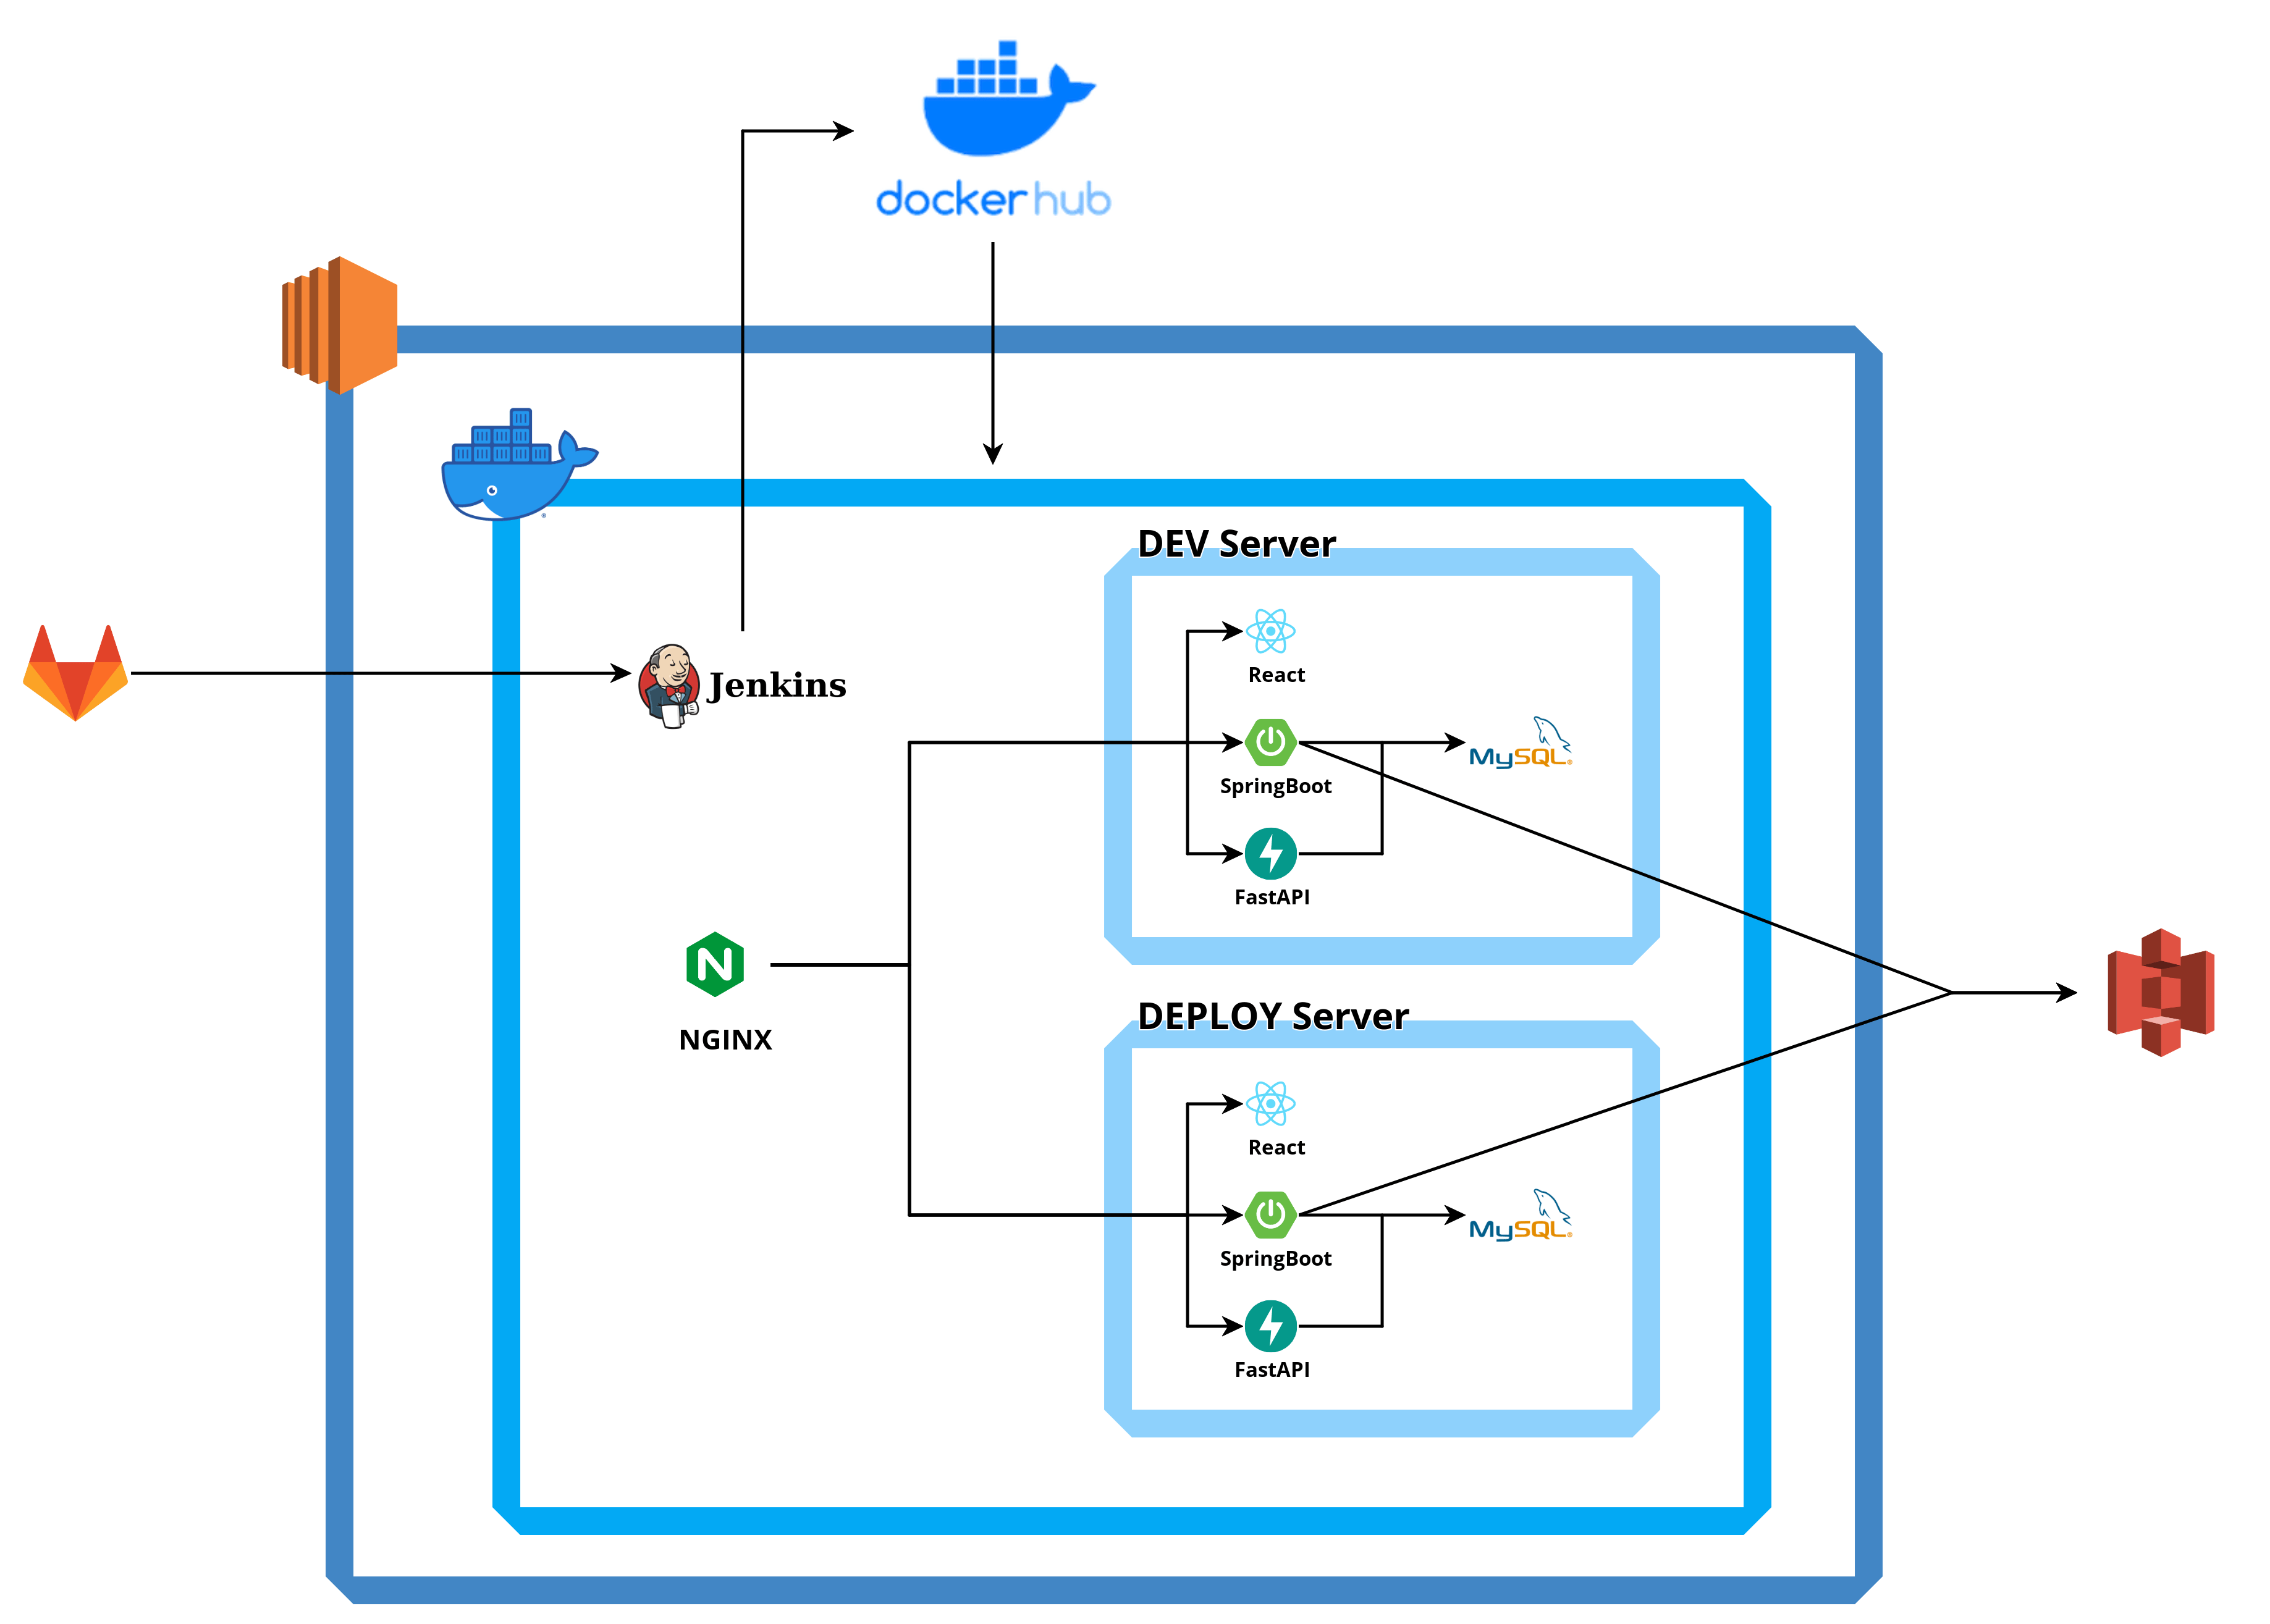 docker hub
DEV Server
React
Jenkins
SpringBoot
MySQL®
FastAPI
NGINX
DEPLOY Server
React
SpringBoot
MySQL®
FastAPI